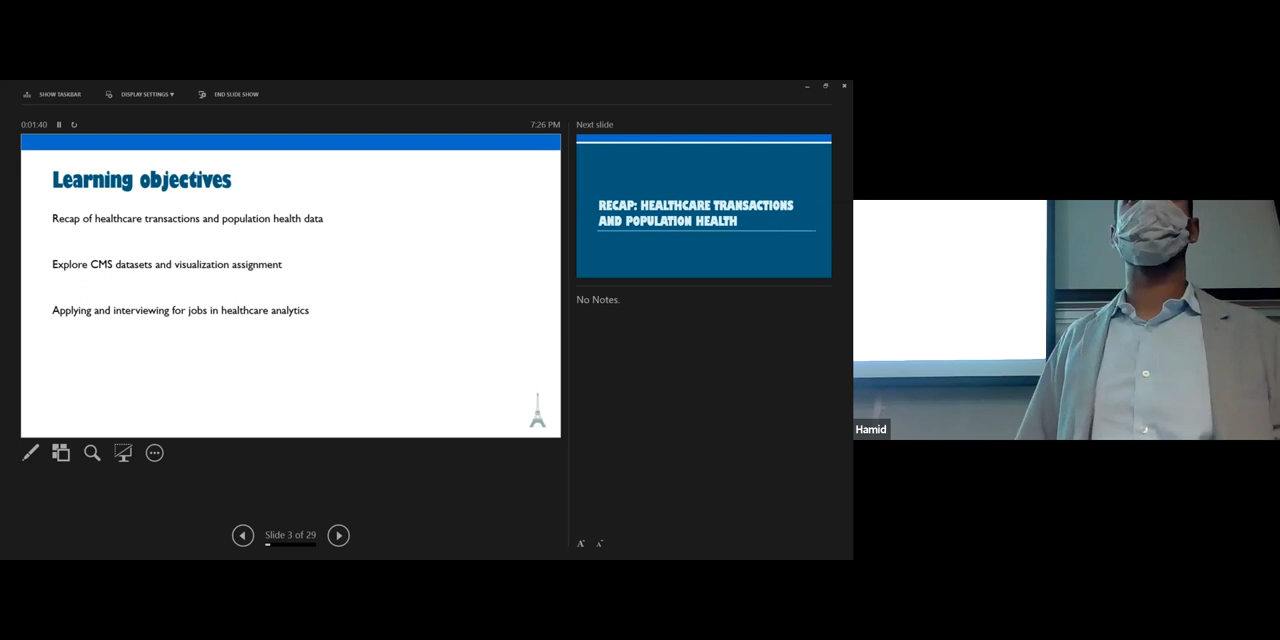 SHOW TASKBAR
DISPLAY SETTINGS ▾
END SLIDE SHOW
0:01:40
7:26 PM
Learning objectives
Recap of healthcare transactions and population health data
Explore CMS datasets and visualization assignment
Applying and interviewing for jobs in healthcare analytics
Slide 3 of 29
Next slide
RECAP: HEALTHCARE TRANSACTIONS
AND POPULATION HEALTH
No Notes.
A A
Hamid